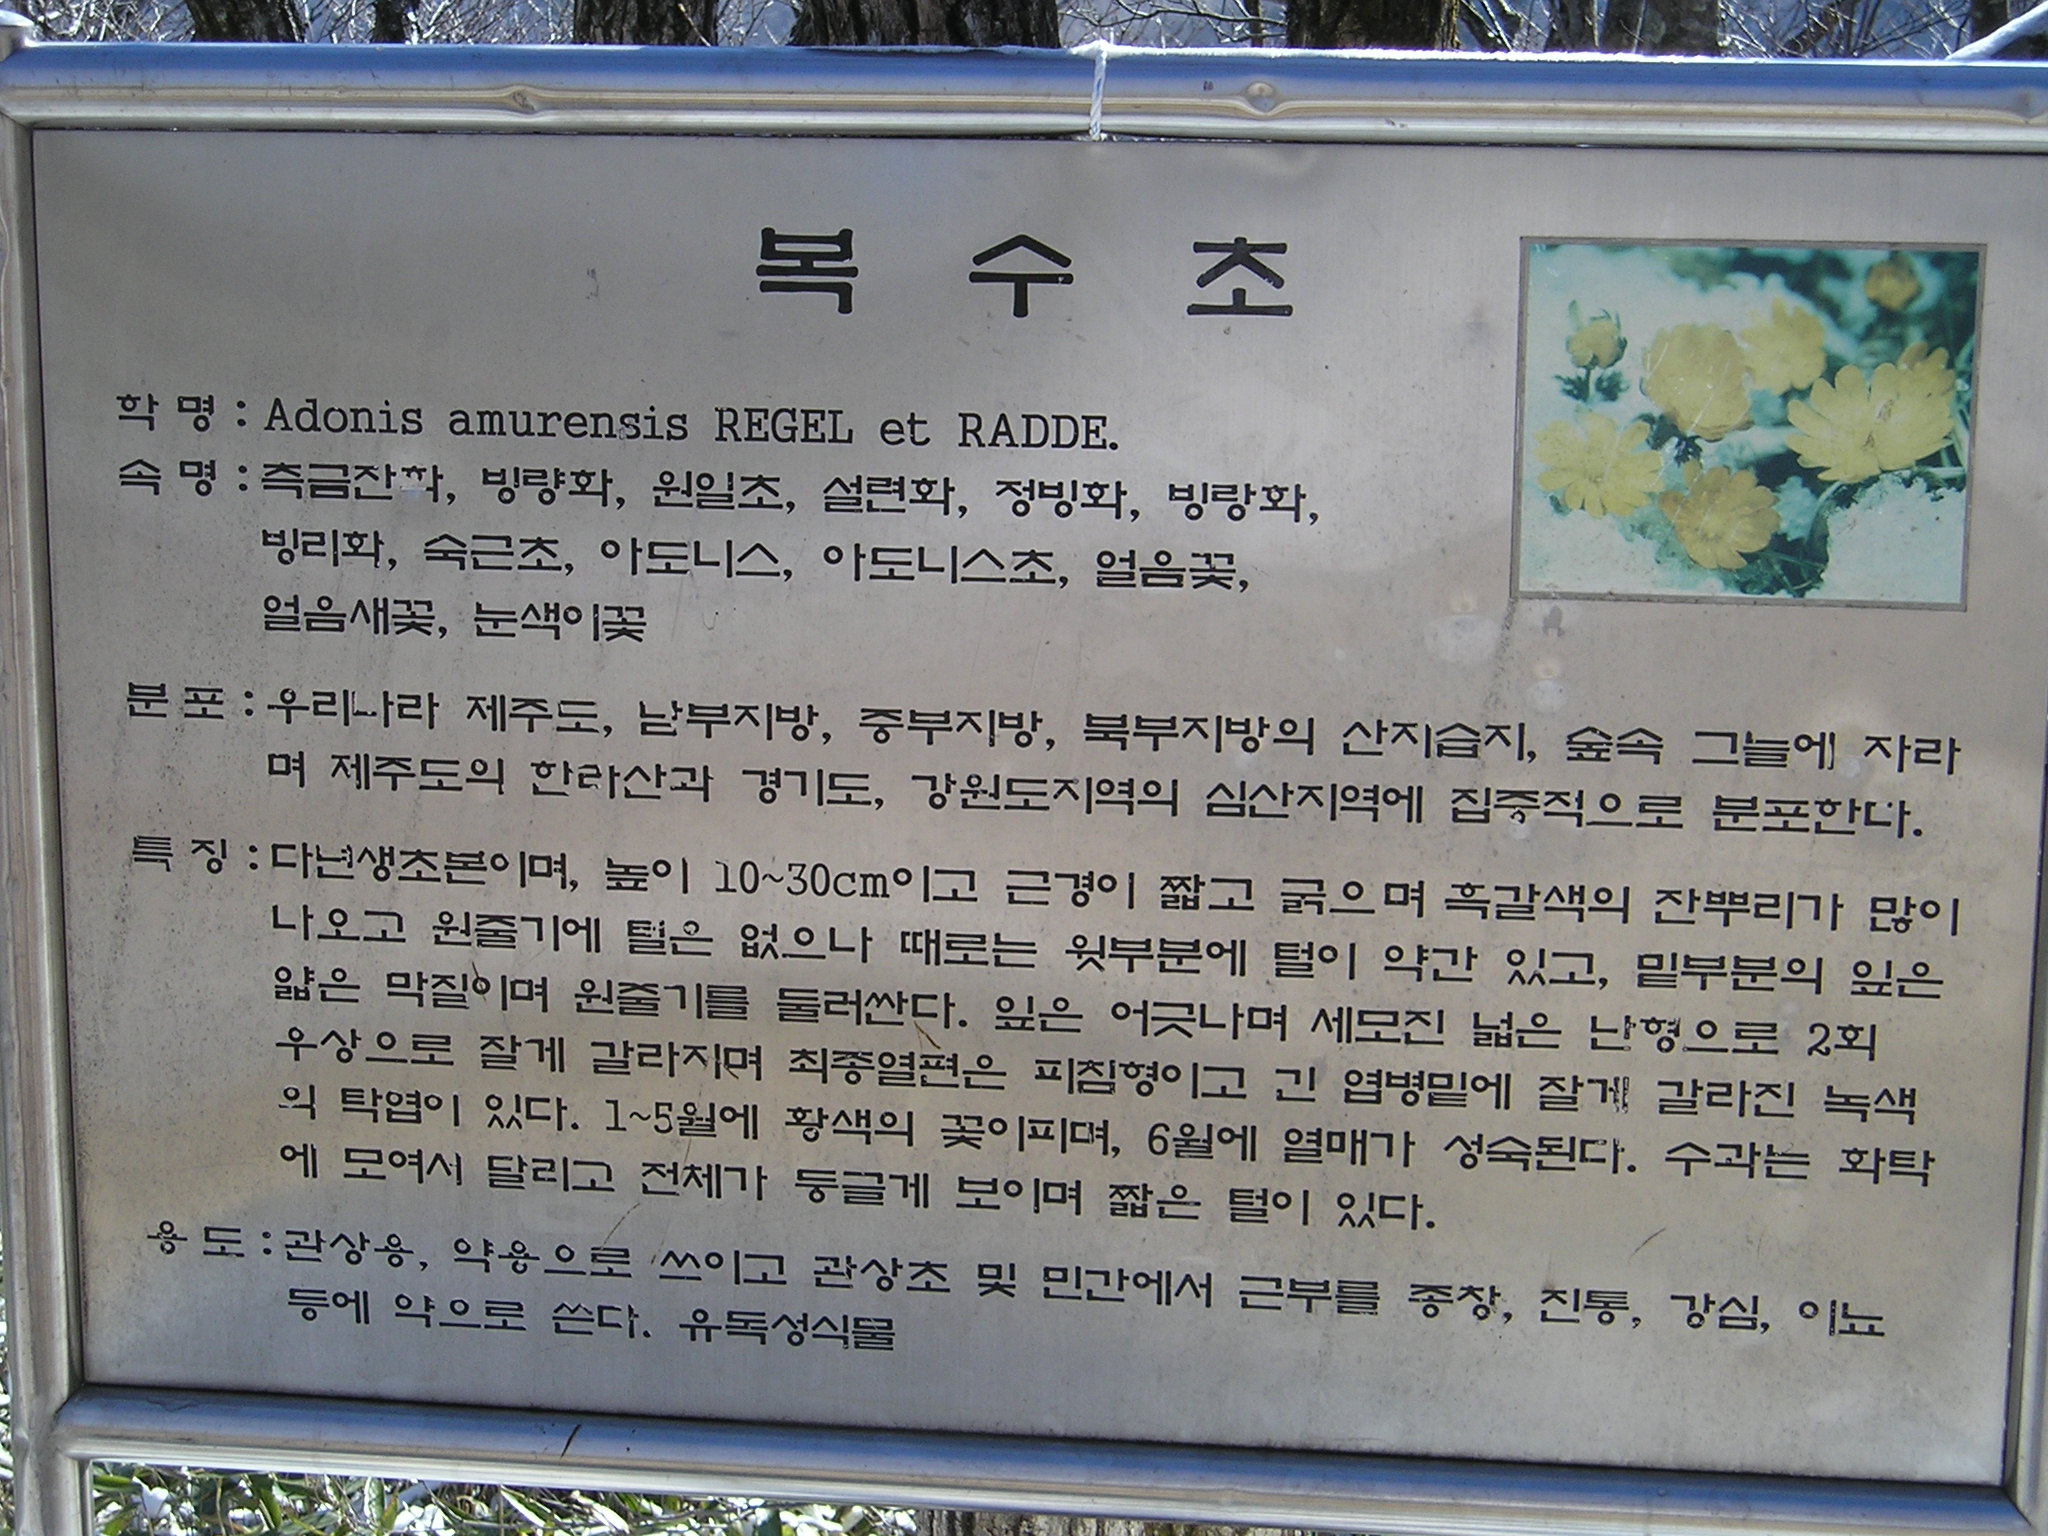 복 수 초
학 명 : Adonis amurensis REGEL et RADDE.
속 명 : 측금잔화, 빙량화, 원일초, 설련화, 정빙화, 빙랑화,
빙리화, 숙근초, 아도니스, 아도니스초, 얼음꽃,
얼음새꽃, 눈색이꽃
분 포 : 우리나라 제주도, 남부지방, 중부지방, 북부지방의 산지습지, 숲속 그늘에 자라
며 제주도의 한라산과 경기도, 강원도지역의 심산지역에 집중적으로 분포한다.
특 징 : 다년생초본이며, 높이 10~30cm이고 근경이 짧고 굵으며 흑갈색의 잔뿌리가 많이
나오고 원줄기에 털은 없으나 때로는 윗부분에 털이 약간 있고, 밑부분의 잎은
얇은 막질이며 원줄기를 둘러싼다. 잎은 어긋나며 세모진 넓은 난형으로 2회
우상으로 잘게 갈라지며 최종열편은 피침형이고 긴 엽병밑에 잘게 갈라진 녹색
의 탁엽이 있다. 1~5월에 황색의 꽃이피며, 6월에 열매가 성숙된다. 수과는 화탁
에 모여서 달리고 전체가 둥글게 보이며 짧은 털이 있다.
용 도 : 관상용, 약용으로 쓰이고 관상초 및 민간에서 근부를 종창, 진통, 강심, 이뇨
등에 약으로 쓴다. 유독성식물